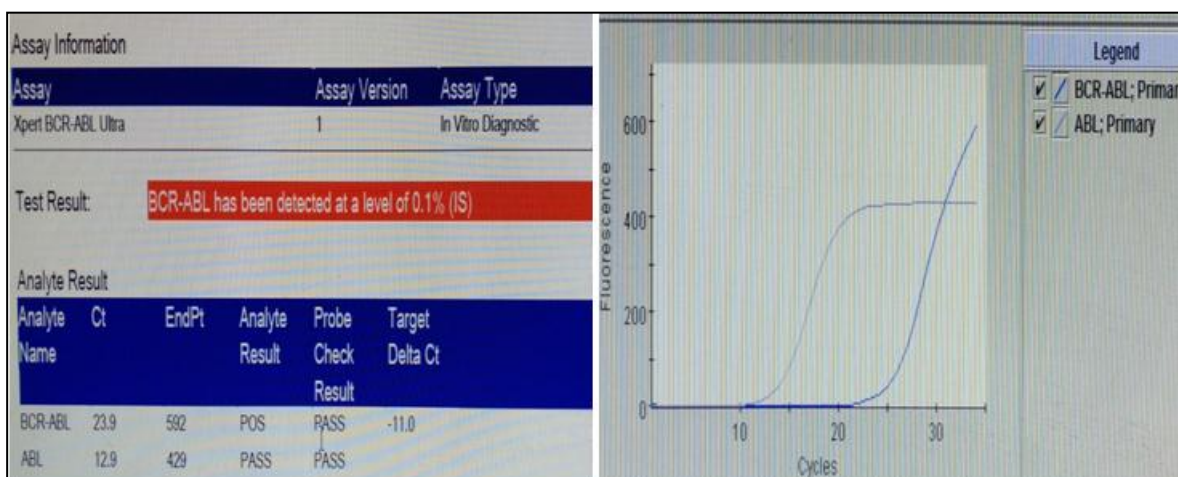 Assay Information
Assay Assay Version Assay Type
Xpert BCR-ABL Ultra 1 In Vitro Diagnostic
Test Result: BCR-ABL has been detected at a level of 0.1% (IS)
Analyte Result
Analyte Name Ct EndPt Analyte Result Probe Check Result Target Delta Ct
BCR-ABL 23.9 592 POS PASS -11.0
ABL 12.9 429 PASS PASS
Legend
BCR-ABL; Primar
ABL; Primary
Fluorescence
600
400
200
0
10 20 30
Cycles